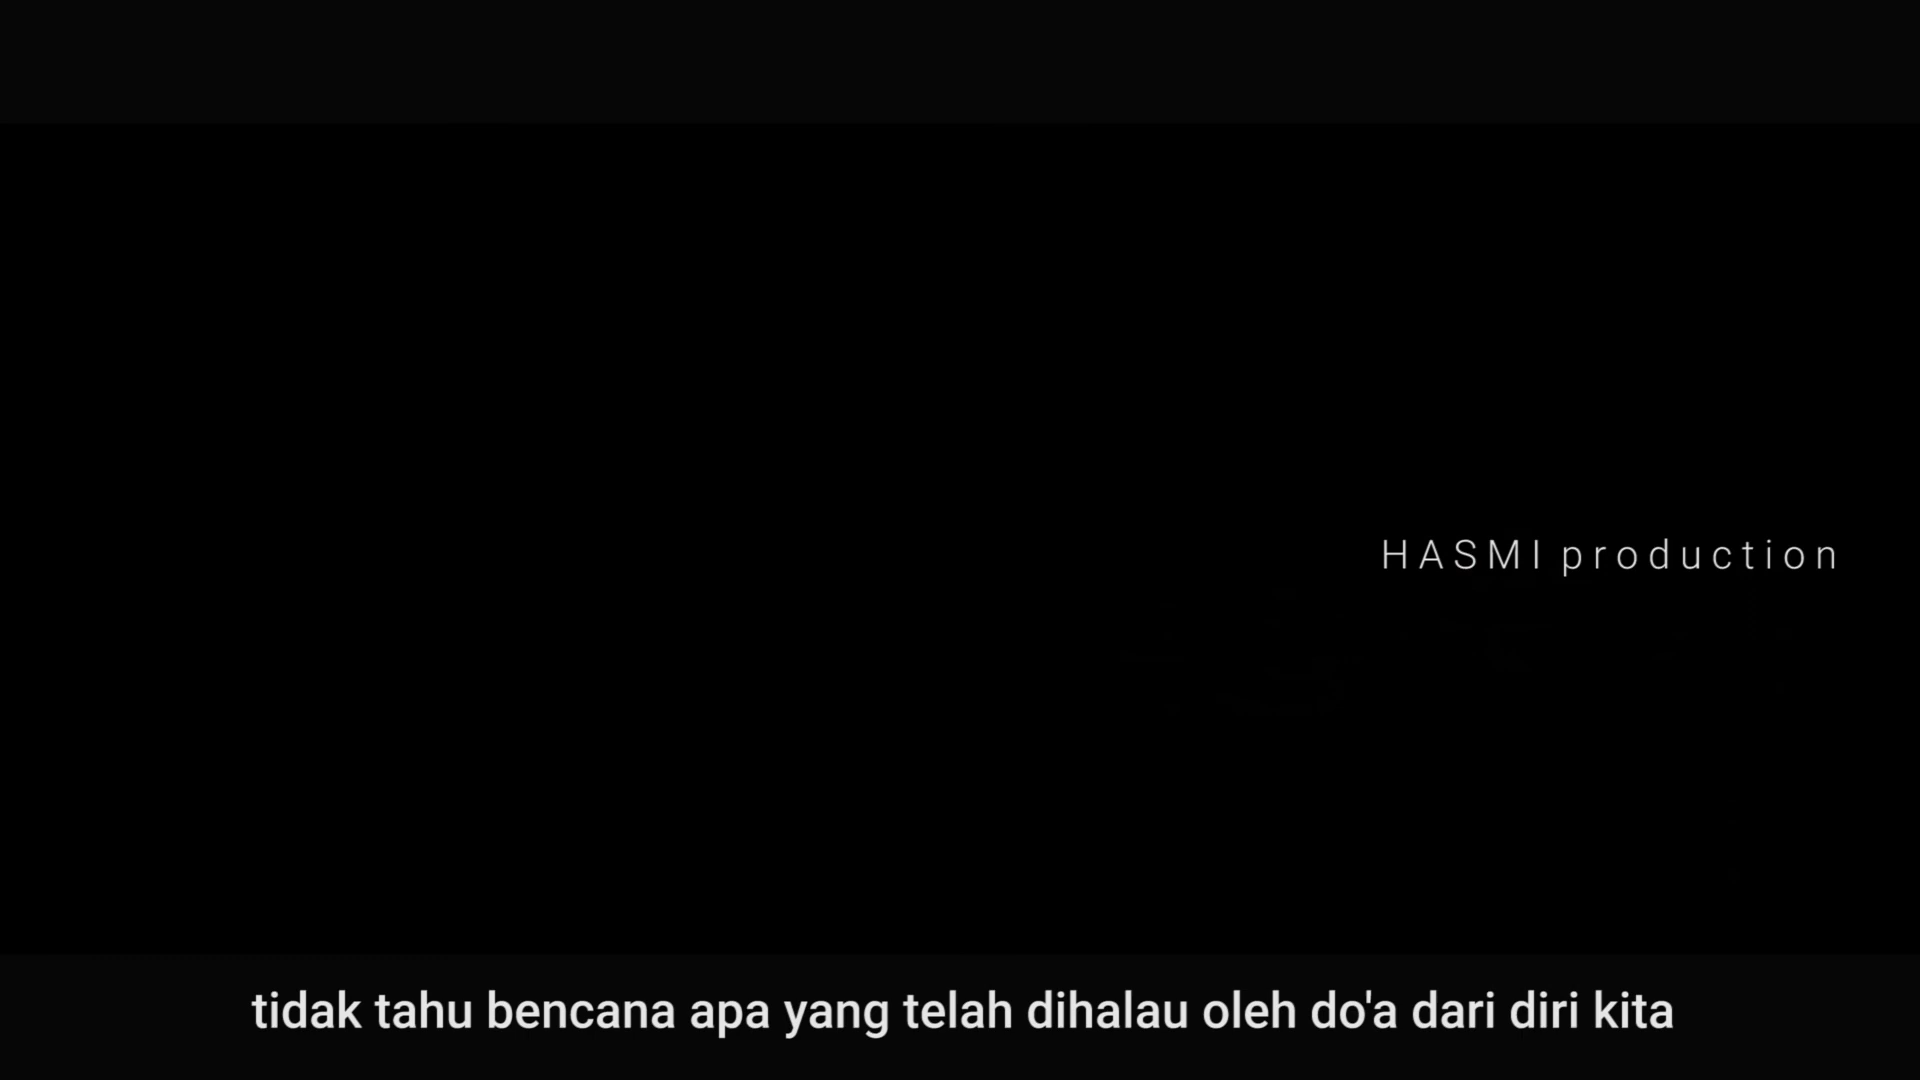 HASMI production
tidak tahu bencana apa yang telah dihalau oleh do'a dari diri kita